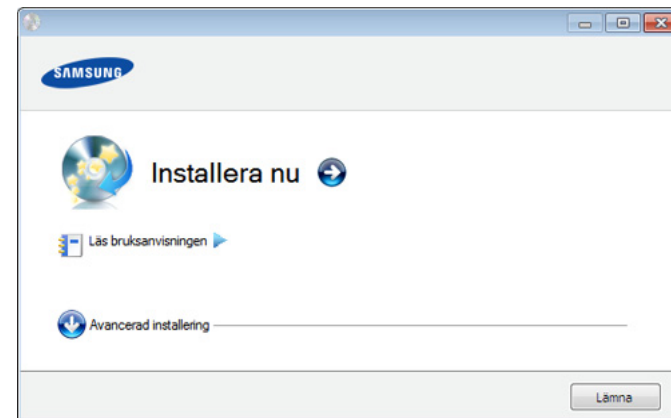 SAMSUNG
Installera nu
Läs bruksanvisningen
Avancerad installering
Lämna